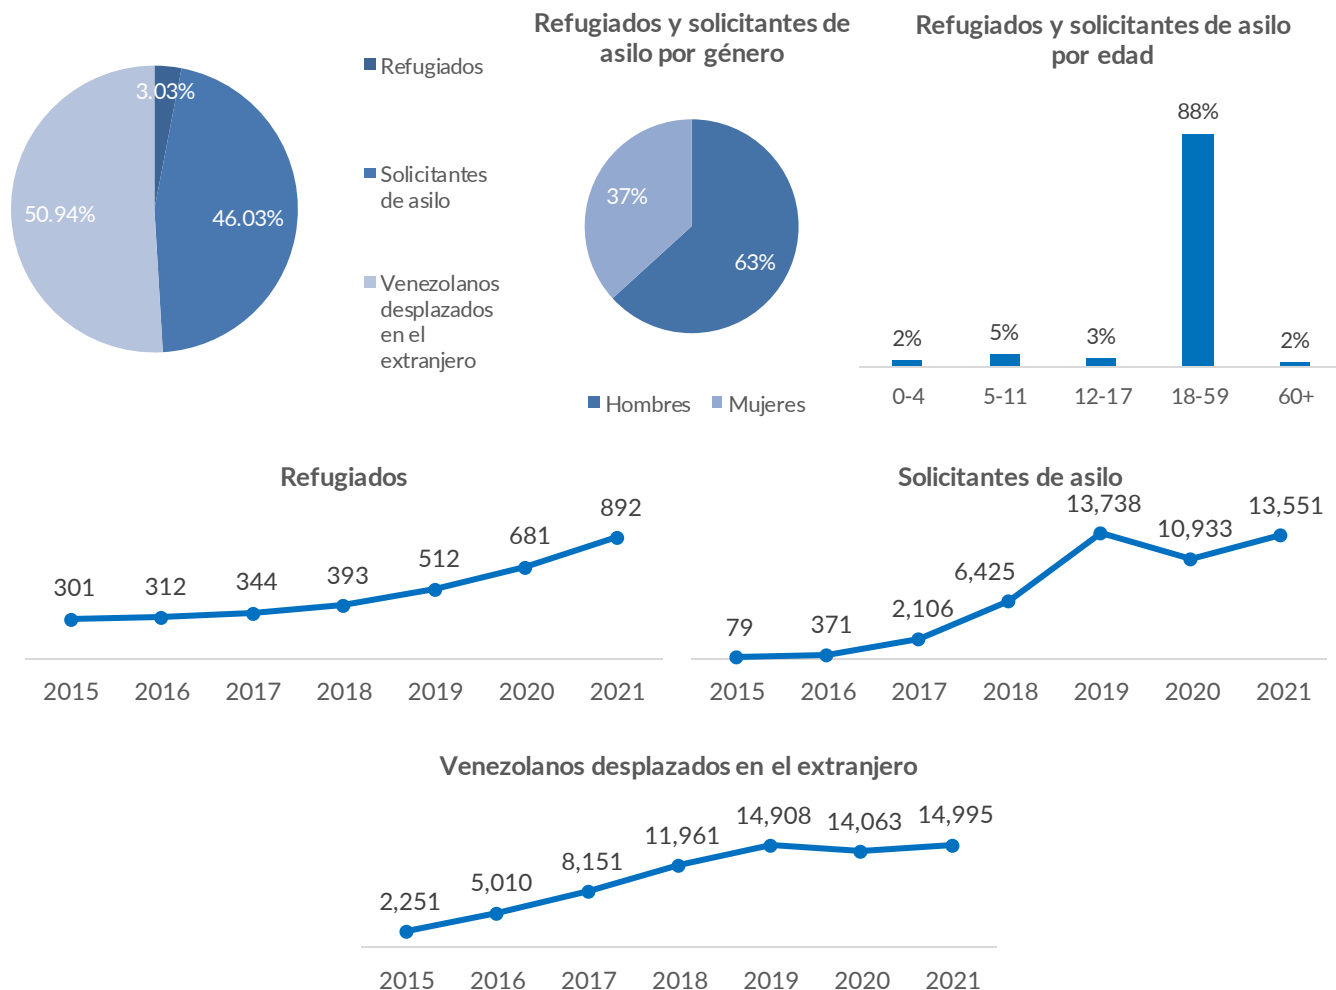 3.03%
46.03%
50.94%
Refugiados
Solicitantes
de asilo
Venezolanos
desplazados
en el
extranjero
Refugiados y solicitantes de
asilo por género
37%
63%
Hombres Mujeres
Refugiados y solicitantes de asilo
por edad
2% 5% 3% 88% 2%
0-4 5-11 12-17 18-59 60+
Refugiados
301 312 344 393 512 681 892
2015 2016 2017 2018 2019 2020 2021
Solicitantes de asilo
79 371 2,106 6,425 13,738 10,933 13,551
2015 2016 2017 2018 2019 2020 2021
Venezolanos desplazados en el extranjero
2,251 5,010 8,151 11,961 14,908 14,063 14,995
2015 2016 2017 2018 2019 2020 2021